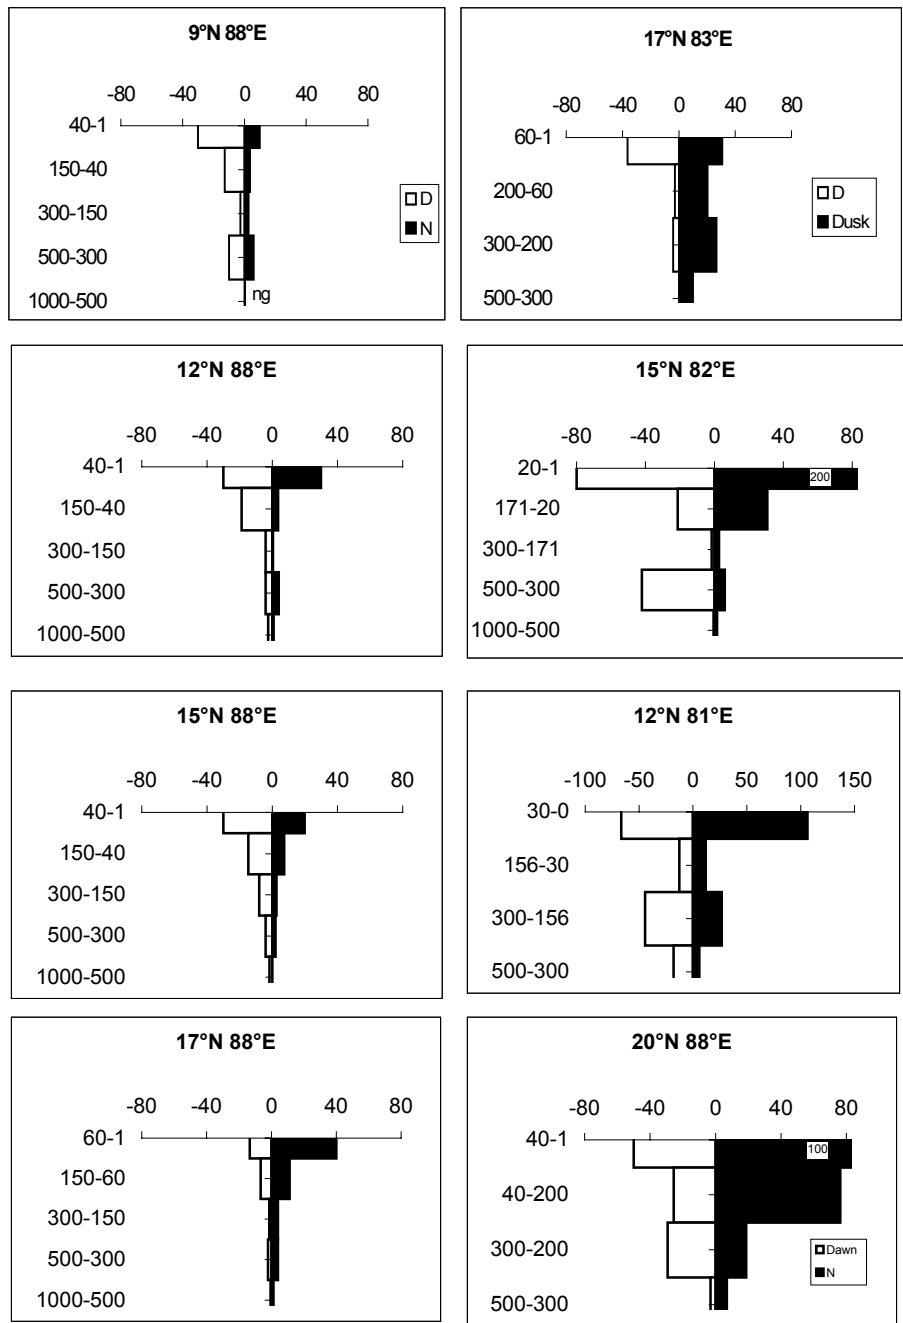 9°N 88°E
-80 -40 0 40 80
40-1
150-40
300-150
500-300
1000-500
ng
D
N
17°N 83°E
-80 -40 0 40 80
60-1
200-60
300-200
500-300
D
Dusk
12°N 88°E
-80 -40 0 40 80
40-1
150-40
300-150
500-300
1000-500
15°N 82°E
-80 -40 0 40 80
20-1
200
171-20
300-171
500-300
1000-500
15°N 88°E
-80 -40 0 40 80
40-1
150-40
300-150
500-300
1000-500
12°N 81°E
-100 -50 0 50 100 150
30-0
156-30
300-156
500-300
17°N 88°E
-80 -40 0 40 80
60-1
150-60
300-150
500-300
1000-500
20°N 88°E
-80 -40 0 40 80
40-1
100
40-200
300-200
500-300
Dawn
N